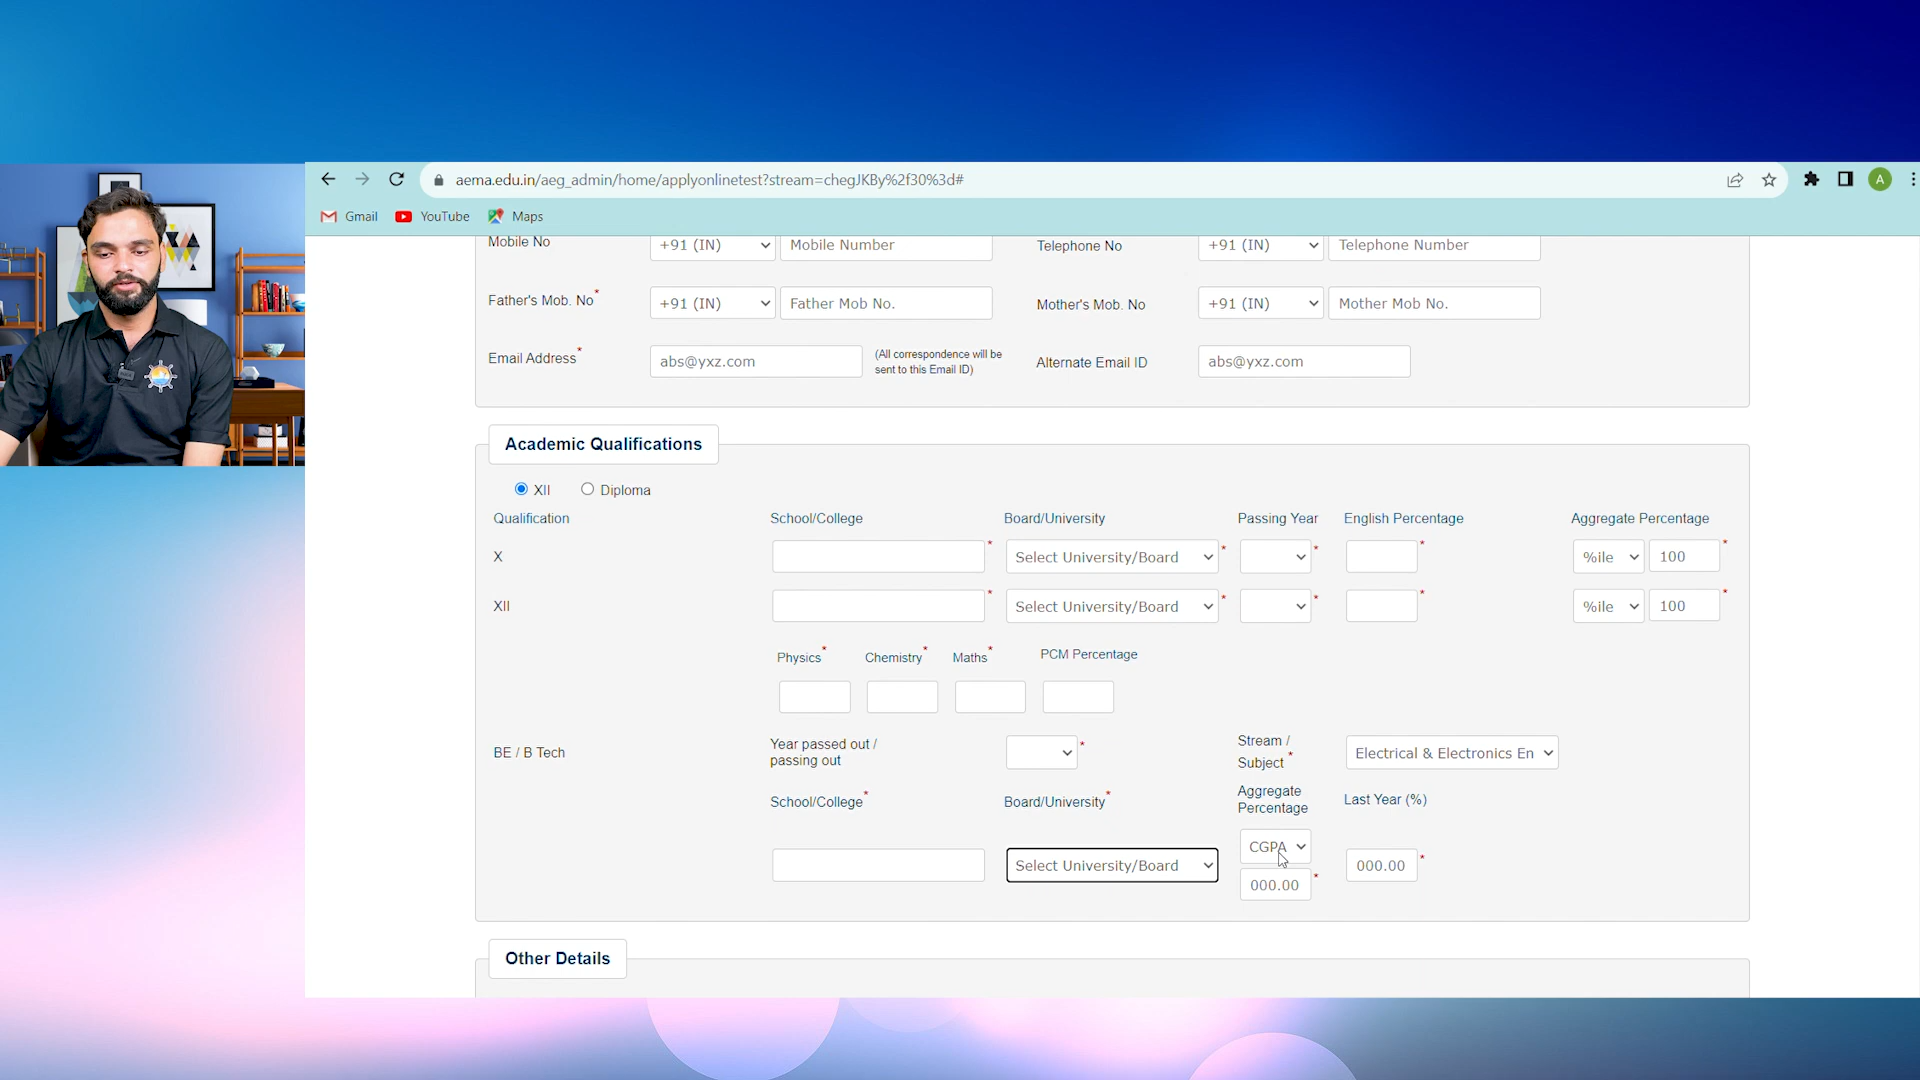 aema.edu.in/aeg_admin/home/applyonlinetest?stream=chegJKBy%2f30%3d#
A
Gmail YouTube Maps
Mobile No +91 (IN) Mobile Number Telephone No +91 (IN) Telephone Number
Father's Mob. No* +91 (IN) Father Mob No. Mother's Mob. No +91 (IN) Mother Mob No.
Email Address* abs@yxz.com (All correspondence will be
sent to this Email ID) Alternate Email ID abs@yxz.com
Academic Qualifications
XII Diploma
Qualification School/College Board/University Passing Year English Percentage Aggregate Percentage
X * Select University/Board * * * %ile 100 *
XII * Select University/Board * * * %ile 100 *
Physics* Chemistry* Maths* PCM Percentage
BE / B Tech Year passed out /
passing out * Stream /
Subject * Electrical & Electronics En
School/College* Board/University* Aggregate
Percentage Last Year (%)
Select University/Board CGPA 000.00 *
000.00 *
Other Details